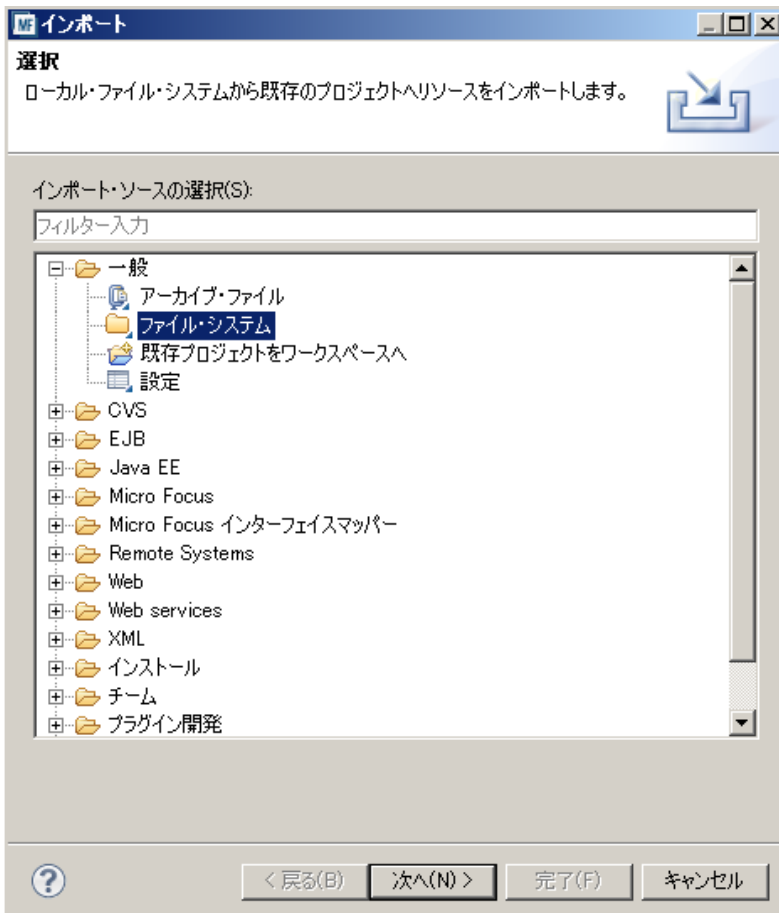 MF インポート
選択
ローカル・ファイル・システムから既存のプロジェクトへリソースをインポートします。
インポート・ソースの選択(S):
フィルター入力
一般
アーカイブ・ファイル
ファイル・システム
既存プロジェクトをワークスペースへ
設定
CVS
EJB
Java EE
Micro Focus
Micro Focus インターフェイスマッパー
Remote Systems
Web
Web services
XML
インストール
チーム
プラグイン開発
? < 戻る(B) 次へ(N) > 完了(F) キャンセル